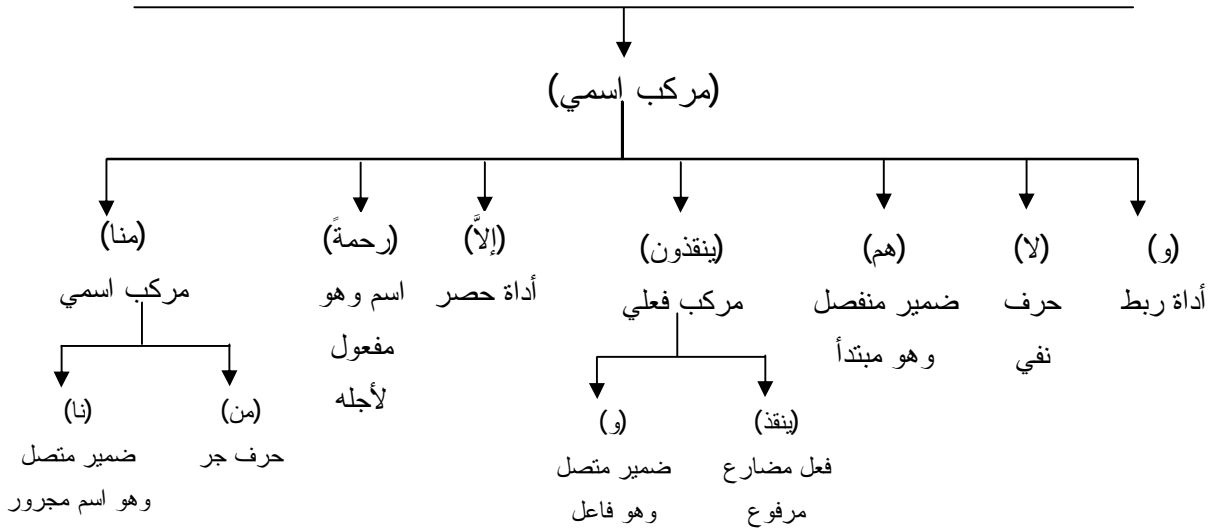 (مركب اسمي)
(و) (لا) (هم) (ينقذون) (إلاَّ) (رحمةً) (منا)
أداة ربط حرف ضمير منفصل مركب فعلي أداة حصر اسم وهو مركب اسمي
نفي وهو مبتدأ مفعول
لأجله
(ينقذ) (و) (من) (نا)
فعل مضارع ضمير متصل حرف جر ضمير متصل
مرفوع وهو فاعل وهو اسم مجرور